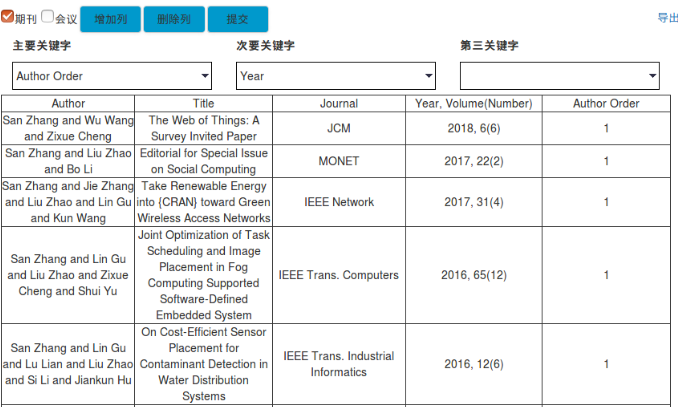 期刊 会议 增加列 删除列 提交 导出
主要关键字 次要关键字 第三关键字
Author Order Year
Author Title Journal Year, Volume(Number) Author Order
San Zhang and Wu Wang
and Zixue Cheng
The Web of Things: A
Survey Invited Paper
JCM
2018, 6(6)
1
San Zhang and Liu Zhao
and Bo Li
Editorial for Special Issue
on Social Computing
MONET
2017, 22(2)
1
San Zhang and Jie Zhang
and Liu Zhao and Lin Gu
and Kun Wang
Take Renewable Energy
into {CRAN} toward Green
Wireless Access Networks
IEEE Network
2017, 31(4)
1
San Zhang and Lin Gu
and Liu Zhao and Zixue
Cheng and Shui Yu
Joint Optimization of Task
Scheduling and Image
Placement in Fog
Computing Supported
Software-Defined
Embedded System
IEEE Trans. Computers
2016, 65(12)
1
San Zhang and Lin Gu
and Lu Lian and Liu Zhao
and Si Li and Jiankun Hu
On Cost-Efficient Sensor
Placement for
Contaminant Detection in
Water Distribution
Systems
IEEE Trans. Industrial
Informatics
2016, 12(6)
1